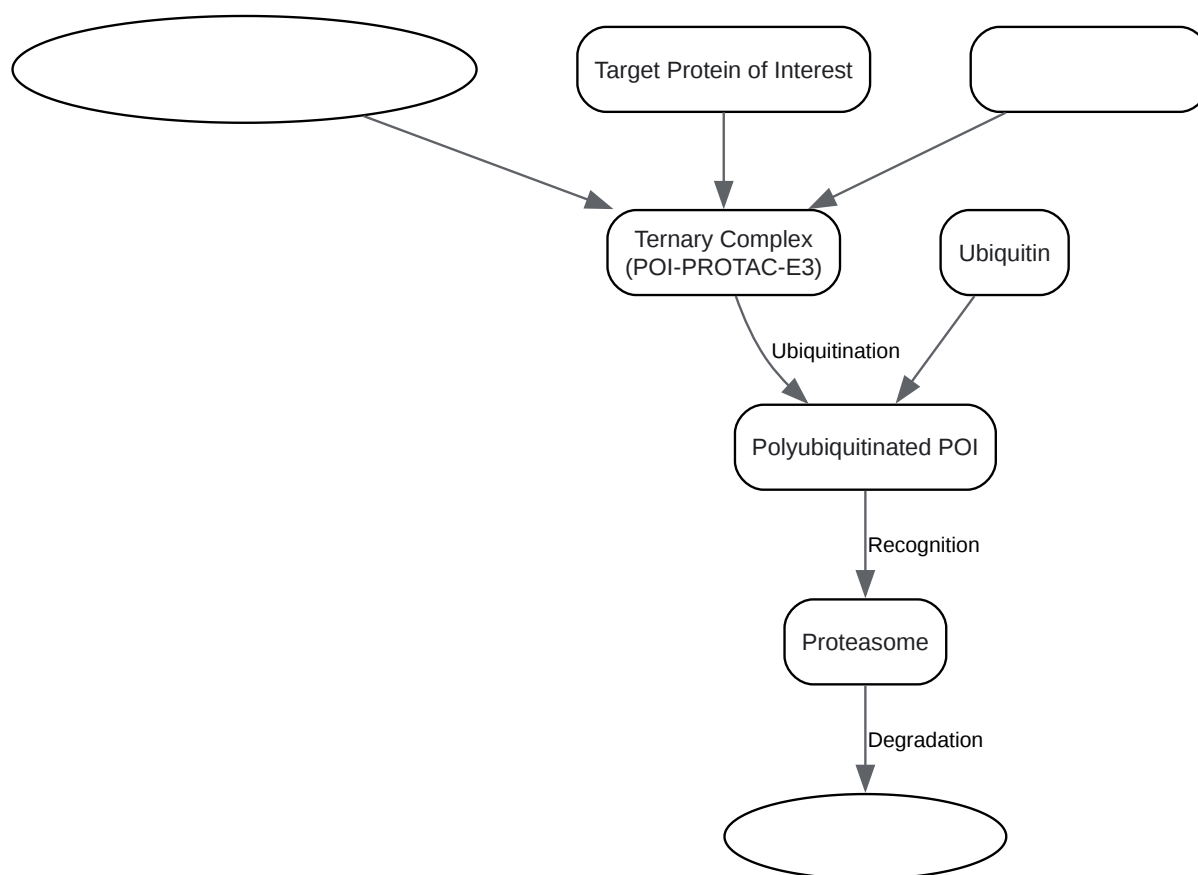 Target Protein of Interest
Ternary Complex
(POI-PROTAC-E3)
Ubiquitin
Ubiquitination
Polyubiquitinated POI
Recognition
Proteasome
Degradation